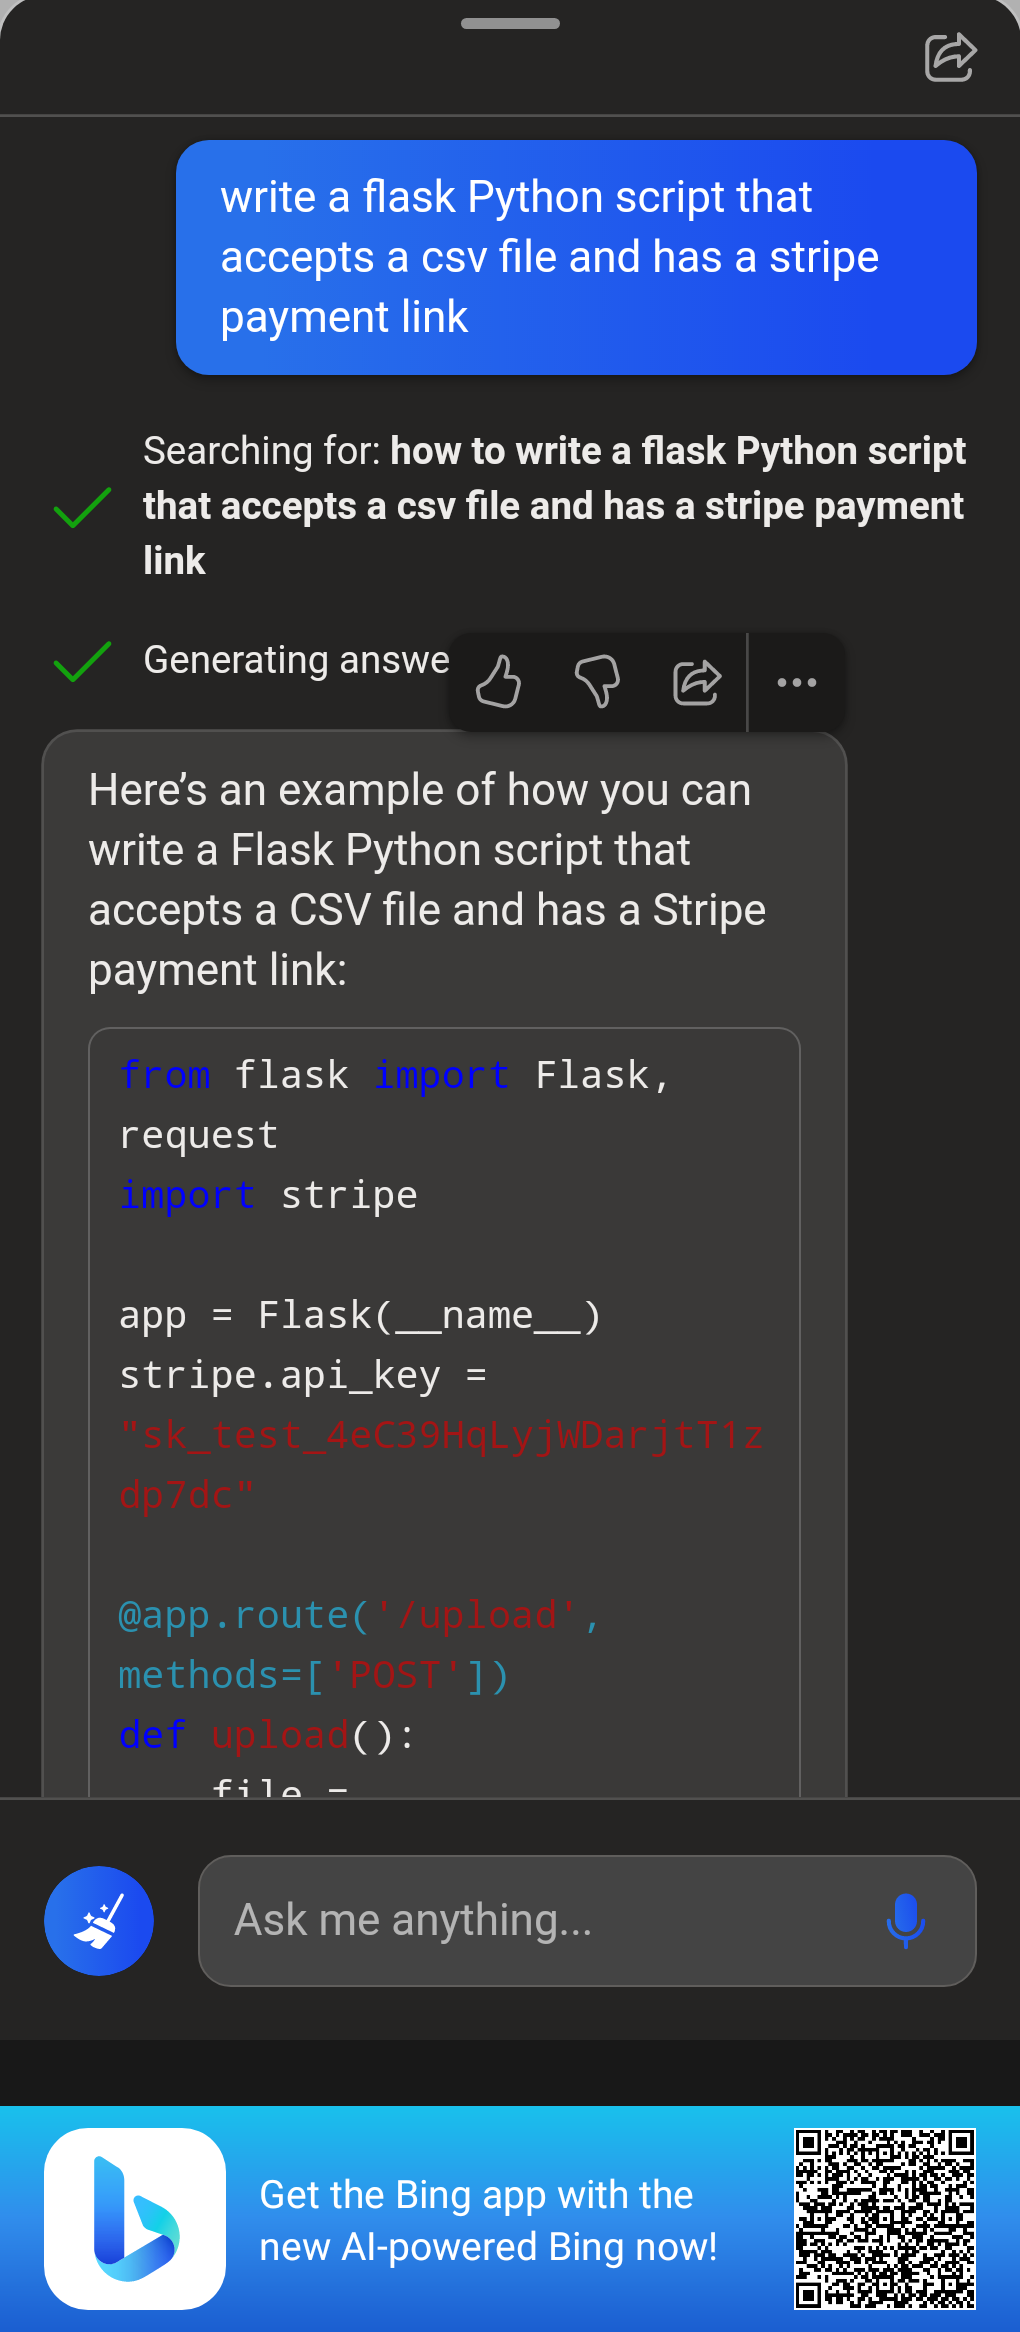 write a flask Python script that
accepts a csv file and has a stripe
payment link
Searching for: how to write a flask Python script
that accepts a csv file and has a stripe payment
link
Generating answe
Here's an example of how you can
write a Flask Python script that
accepts a CSV file and has a Stripe
payment link:
from flask import Flask,
request
import stripe
app = Flask(__name__)
stripe.api_key =
"sk_test_4eC39HqLyjWDarjtT1z
dp7dc"
@app.route('/upload',
methods=['POST'])
def upload():
file =
Ask me anything...
Get the Bing app with the
new AI-powered Bing now!